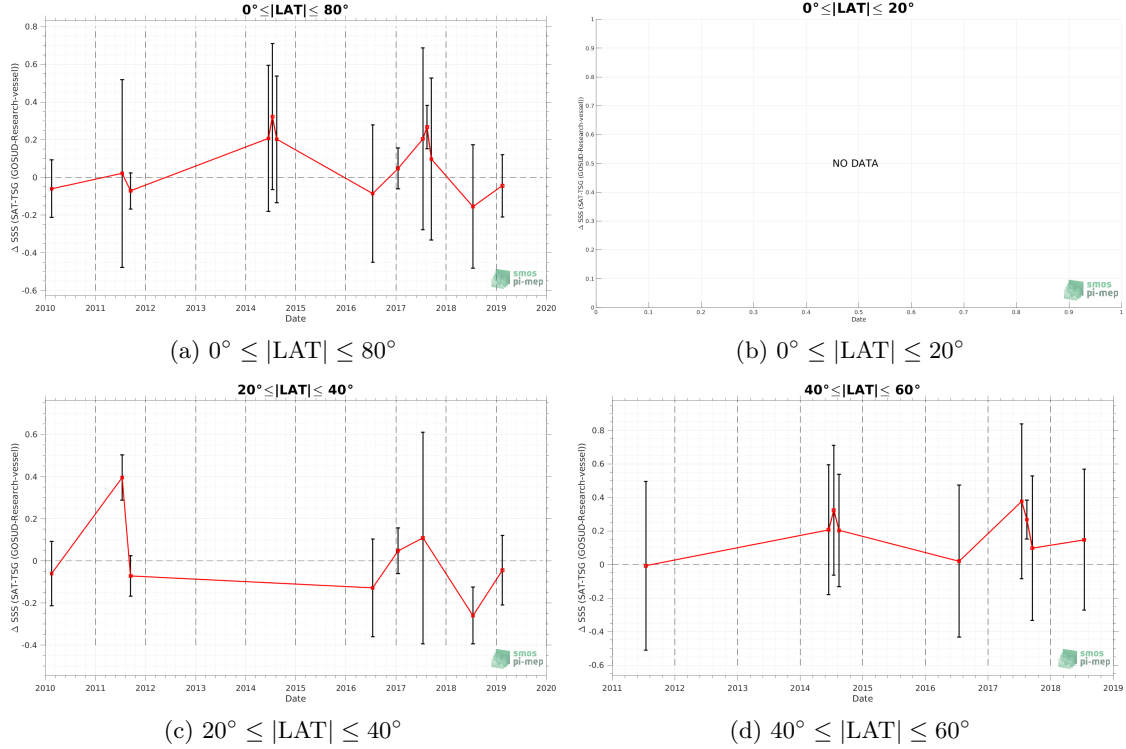 0°≤|LAT|≤ 80°
Δ SSS (SAT-TSG (GOSUD-Research-vessel))
0.8
0.6
0.4
0.2
0
-0.2
-0.4
-0.6
2010 2011 2012 2013 2014 2015 2016 2017 2018 2019 2020
Date
smos
pi-mep
(a) 0° ≤ |LAT| ≤ 80°
0°≤|LAT|≤ 20°
Δ SSS (SAT-TSG (GOSUD-Research-vessel))
1
0.9
0.8
0.7
0.6
0.5
0.4
0.3
0.2
0.1
0
NO DATA
0 0.1 0.2 0.3 0.4 0.5 0.6 0.7 0.8 0.9 1
Date
smos
pi-mep
(b) 0° ≤ |LAT| ≤ 20°
20°≤|LAT|≤ 40°
Δ SSS (SAT-TSG (GOSUD-Research-vessel))
0.6
0.4
0.2
0
-0.2
-0.4
2010 2011 2012 2013 2014 2015 2016 2017 2018 2019 2020
Date
smos
pi-mep
(c) 20° ≤ |LAT| ≤ 40°
40°≤|LAT|≤ 60°
Δ SSS (SAT-TSG (GOSUD-Research-vessel))
0.8
0.6
0.4
0.2
0
-0.2
-0.4
-0.6
2011 2012 2013 2014 2015 2016 2017 2018 2019
Date
smos
pi-mep
(d) 40° ≤ |LAT| ≤ 60°